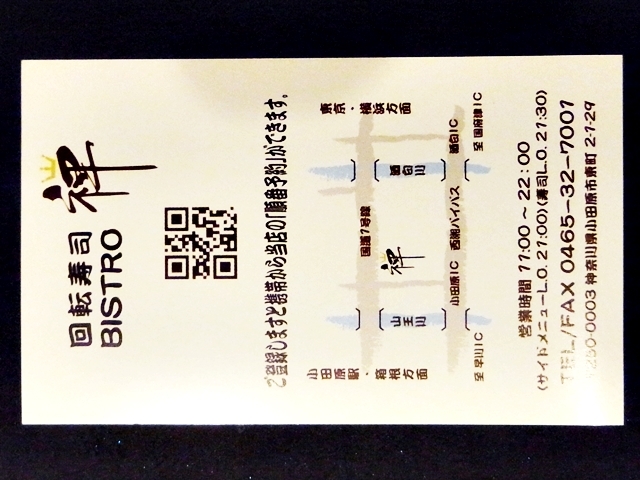 回転寿司
BISTRO
禅
ご登録しますと携帯から当店の「順番予約」ができます。
小田原駅・箱根方面
東京・横浜方面
山王川
国道1号線
酒匂川
禅
小田原IC
西湘バイパス
酒匂IC
至 早川IC
至 国府津IC
営業時間 11:00～22:00
(サイドメニューL.O. 21:00) (寿司L.O. 21:30)
TEL/FAX 0465-32-7001
250-0003 神奈川県小田原市東町 2-1-29